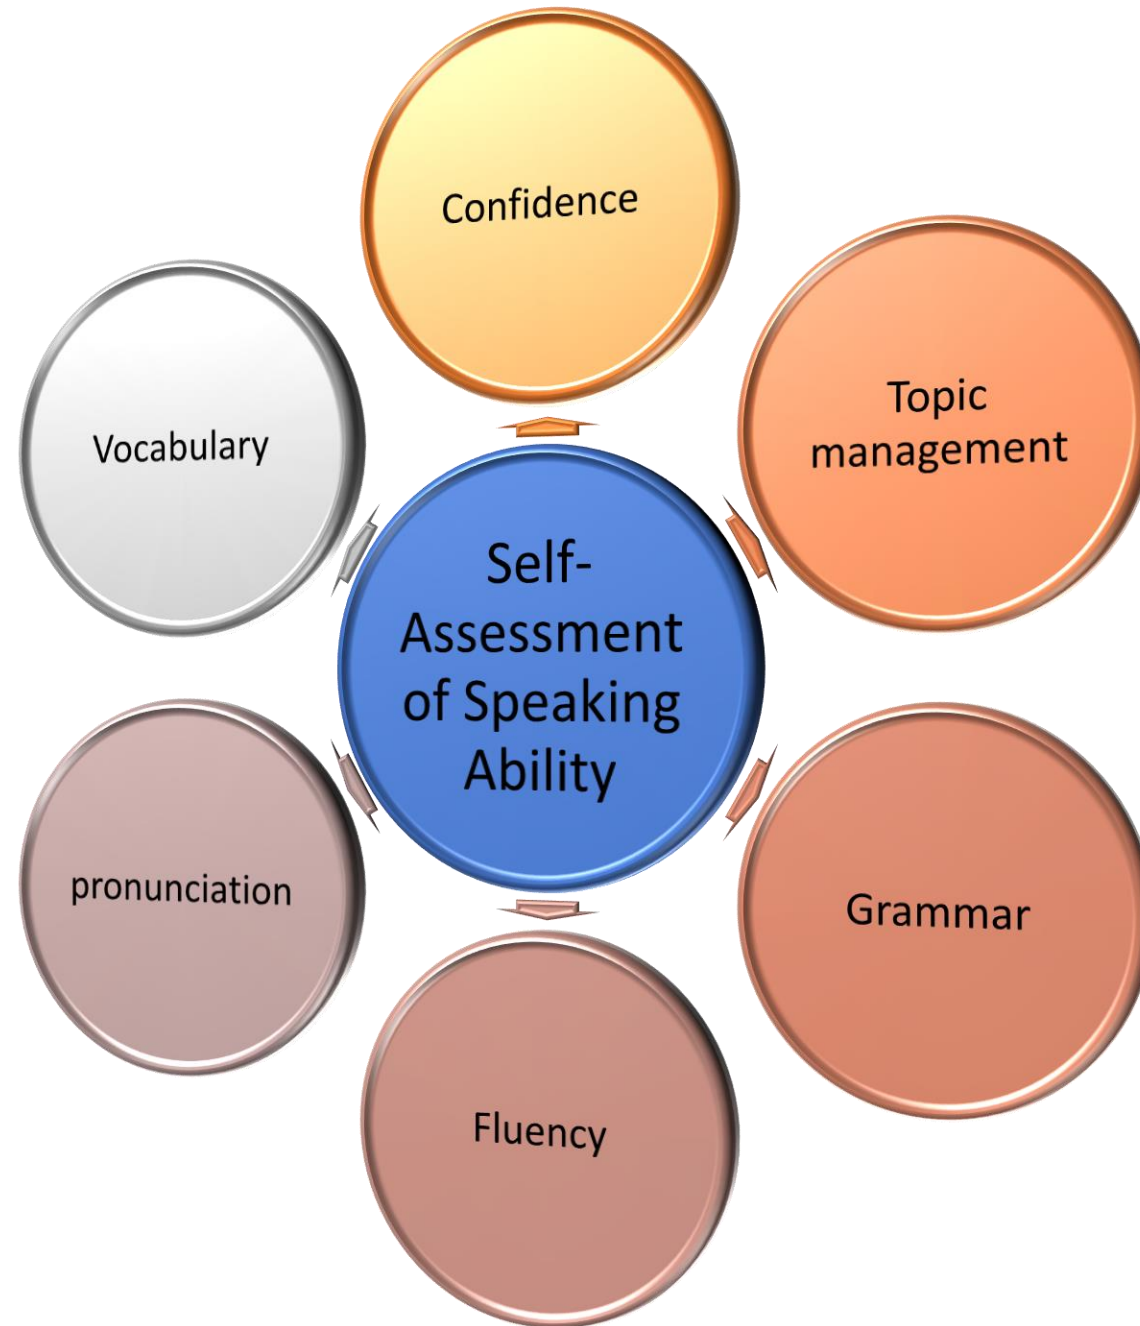 Confidence
Topic
management
Vocabulary
Self-
Assessment
of Speaking
Ability
pronunciation
Grammar
Fluency